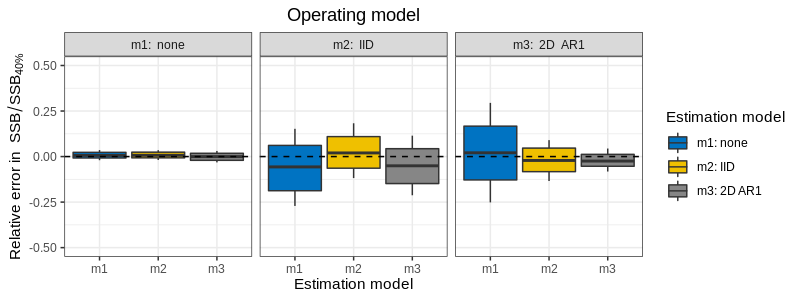 Operating model
m1: none
m2: IID
m3: 2D AR1
Relative error in SSB/SSB40%
0.50
0.25
0.00
-0.25
-0.50
m1 m2 m3
m1 m2 m3
m1 m2 m3
Estimation model
Estimation model
m1: none
m2: IID
m3: 2D AR1